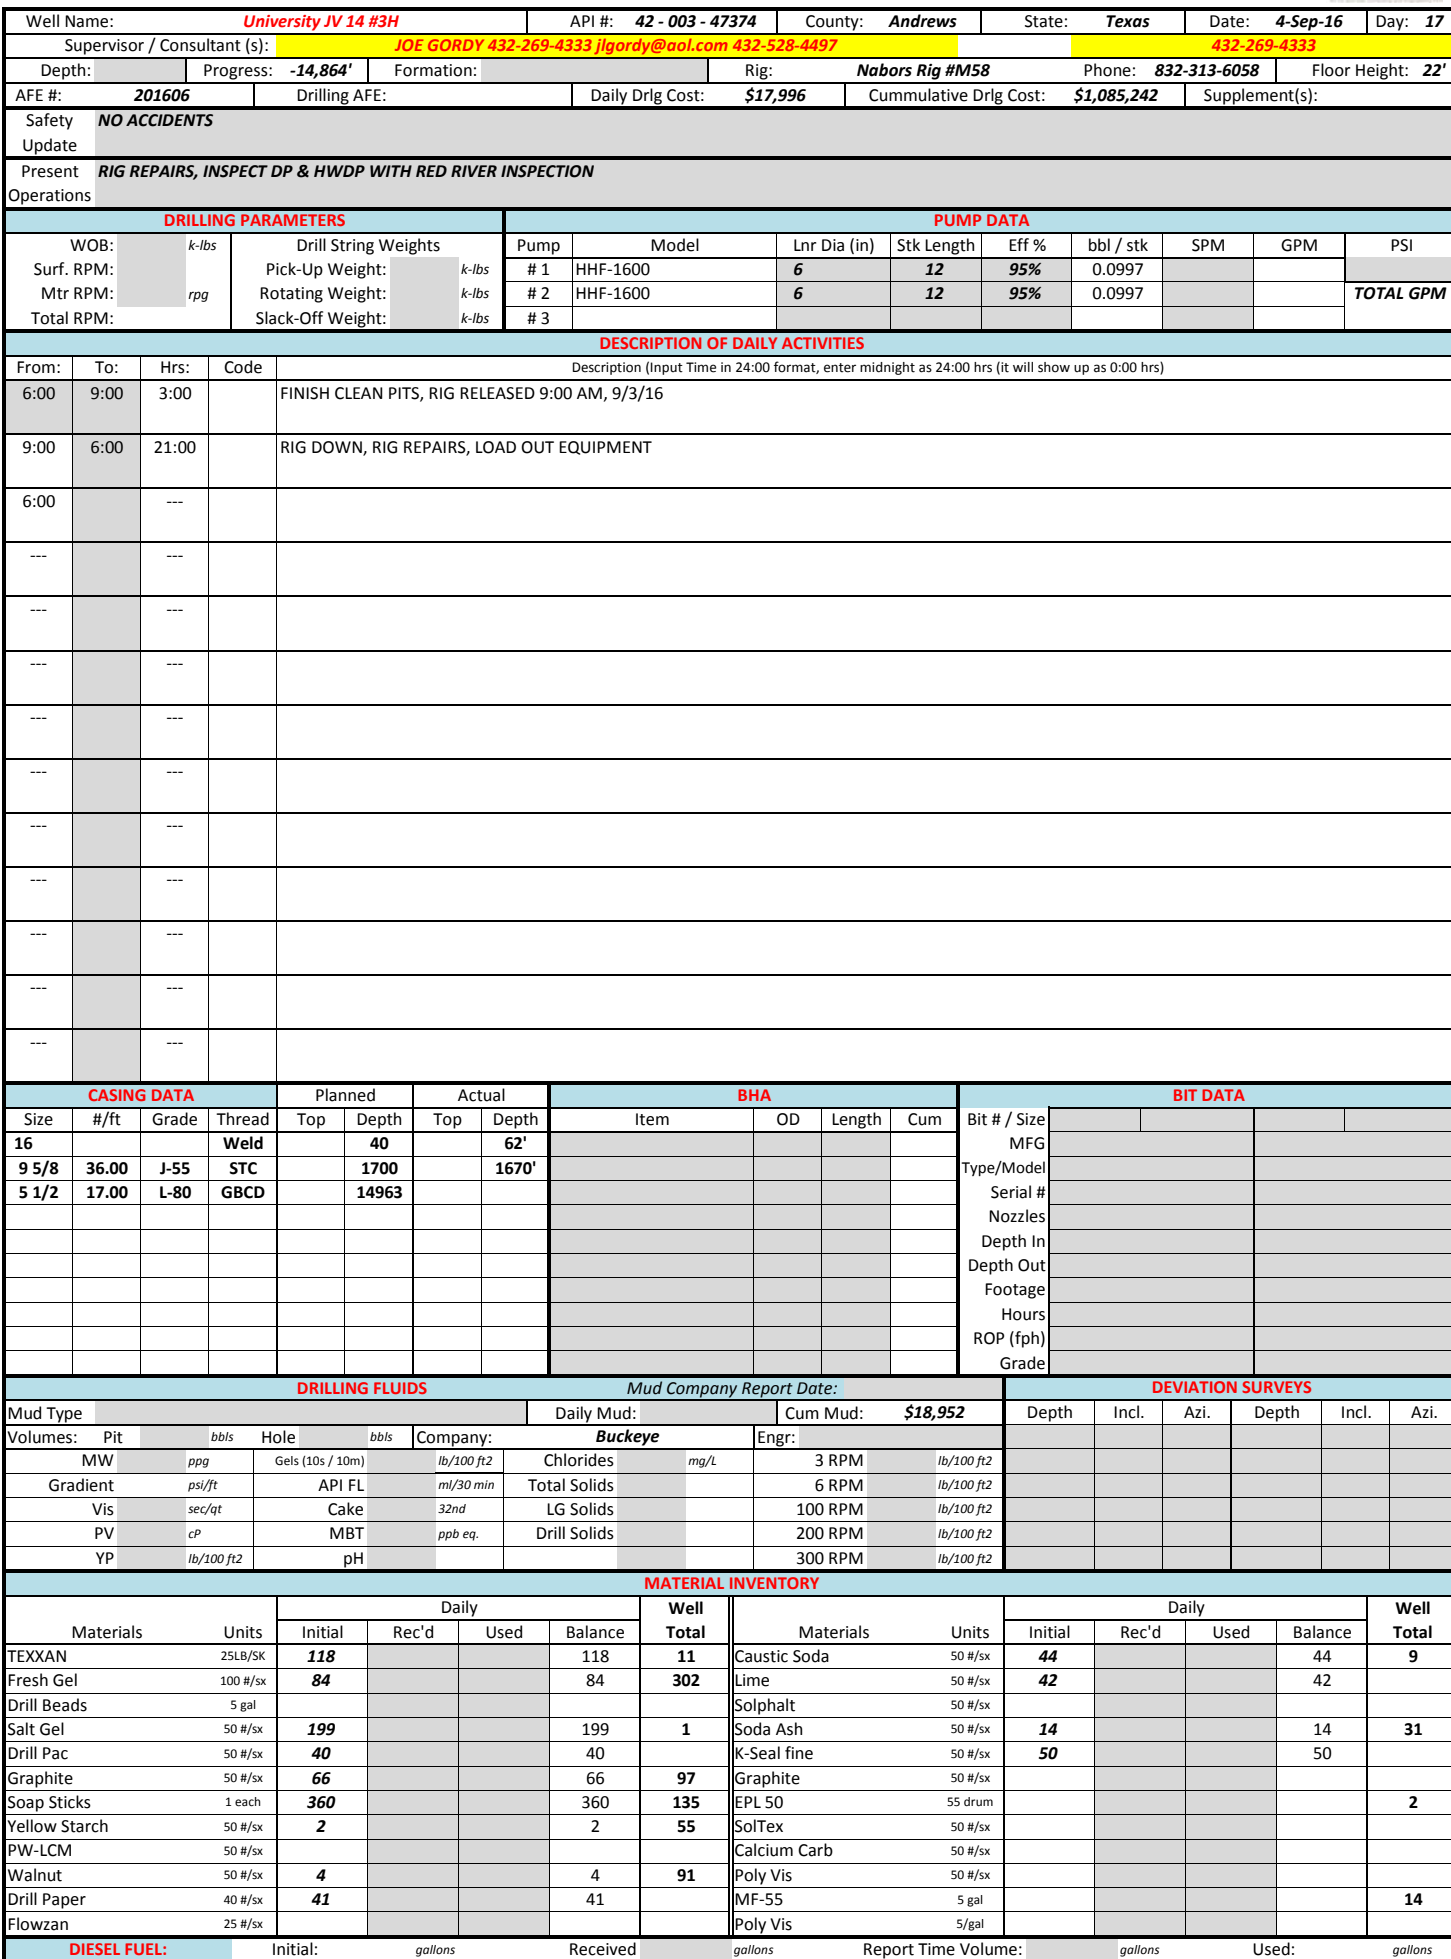 Well Name: University JV 14 #3H API #: 42 - 003 - 47374 County: Andrews State: Texas Date: 4-Sep-16 Day: 17
Supervisor / Consultant (s): JOE GORDY 432-269-4333 jlgordy@aol.com 432-528-4497 432-269-4333
Depth: Progress: -14,864' Formation: Rig: Nabors Rig #M58 Phone: 832-313-6058 Floor Height: 22'
AFE #: 201606 Drilling AFE: Daily Drlg Cost: $17,996 Cummulative Drlg Cost: $1,085,242 Supplement(s):
Safety Update NO ACCIDENTS
Present Operations RIG REPAIRS, INSPECT DP & HWDP WITH RED RIVER INSPECTION
DRILLING PARAMETERS PUMP DATA
WOB: k-lbs Drill String Weights Pump Model Lnr Dia (in) Stk Length Eff % bbl / stk SPM GPM PSI
Surf. RPM: Pick-Up Weight: k-lbs # 1 HHF-1600 6 12 95% 0.0997
Mtr RPM: rpg Rotating Weight: k-lbs # 2 HHF-1600 6 12 95% 0.0997 TOTAL GPM
Total RPM: Slack-Off Weight: k-lbs # 3
DESCRIPTION OF DAILY ACTIVITIES
From: To: Hrs: Code Description (Input Time in 24:00 format, enter midnight as 24:00 hrs (it will show up as 0:00 hrs)
6:00 9:00 3:00 FINISH CLEAN PITS, RIG RELEASED 9:00 AM, 9/3/16
9:00 6:00 21:00 RIG DOWN, RIG REPAIRS, LOAD OUT EQUIPMENT
6:00 ---
--- ---
--- ---
--- ---
--- ---
--- ---
--- ---
--- ---
--- ---
--- ---
--- ---
CASING DATA Planned Actual BHA BIT DATA
Size #/ft Grade Thread Top Depth Top Depth Item OD Length Cum Bit # / Size
16 Weld 40 62' MFG
9 5/8 36.00 J-55 STC 1700 1670' Type/Model
5 1/2 17.00 L-80 GBCD 14963 Serial #
Nozzles
Depth In
Depth Out
Footage
Hours
ROP (fph)
Grade
DRILLING FLUIDS Mud Company Report Date: DEVIATION SURVEYS
Mud Type Daily Mud: Cum Mud: $18,952 Depth Incl. Azi. Depth Incl. Azi.
Volumes: Pit bbls Hole bbls Company: Buckeye Engr:
MW ppg Gels (10s / 10m) lb/100 ft2 Chlorides mg/L 3 RPM lb/100 ft2
Gradient psi/ft API FL ml/30 min Total Solids 6 RPM lb/100 ft2
Vis sec/qt Cake 32nd LG Solids 100 RPM lb/100 ft2
PV cP MBT ppb eq. Drill Solids 200 RPM lb/100 ft2
YP lb/100 ft2 pH 300 RPM lb/100 ft2
MATERIAL INVENTORY
Daily Well Daily Well
Materials Units Initial Rec'd Used Balance Total Materials Units Initial Rec'd Used Balance Total
TEXXAN 25LB/SK 118 118 11 Caustic Soda 50 #/sx 44 44 9
Fresh Gel 100 #/sx 84 84 302 Lime 50 #/sx 42 42
Drill Beads 5 gal Solphalt 50 #/sx
Salt Gel 50 #/sx 199 199 1 Soda Ash 50 #/sx 14 14 31
Drill Pac 50 #/sx 40 40 K-Seal fine 50 #/sx 50 50
Graphite 50 #/sx 66 66 97 Graphite 50 #/sx
Soap Sticks 1 each 360 360 135 EPL 50 55 drum 2
Yellow Starch 50 #/sx 2 2 55 SolTex 50 #/sx
PW-LCM 50 #/sx Calcium Carb 50 #/sx
Walnut 50 #/sx 4 4 91 Poly Vis 50 #/sx
Drill Paper 40 #/sx 41 41 MF-55 5 gal 14
Flowzan 25 #/sx Poly Vis 5/gal
DIESEL FUEL: Initial: gallons Received gallons Report Time Volume: gallons Used: gallons